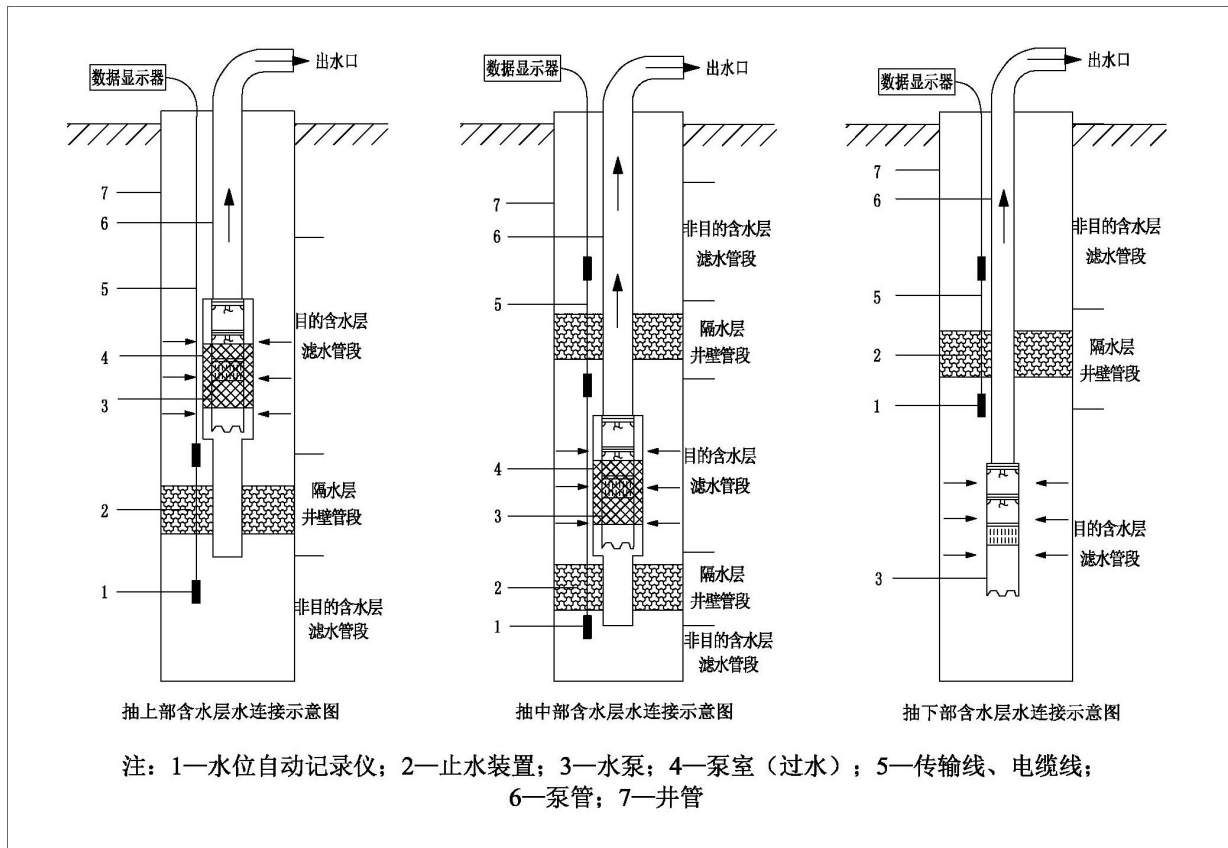 数据显示器
出水口
7
6
5
目的含水层
滤水管段
4
3
隔水层
井壁管段
2
1
非目的含水层
滤水管段
抽上部含水层水连接示意图
数据显示器
出水口
7
非目的含水层
滤水管段
6
5
隔水层
井壁管段
4
目的含水层
滤水管段
3
隔水层
井壁管段
2
1
非目的含水层
滤水管段
抽中部含水层水连接示意图
数据显示器
出水口
7
6
非目的含水层
滤水管段
5
隔水层
井壁管段
2
1
目的含水层
滤水管段
3
抽下部含水层水连接示意图
注：1—水位自动记录仪；2—止水装置；3—水泵；4—泵室（过水）；5—传输线、电缆线；
6—泵管；7—井管